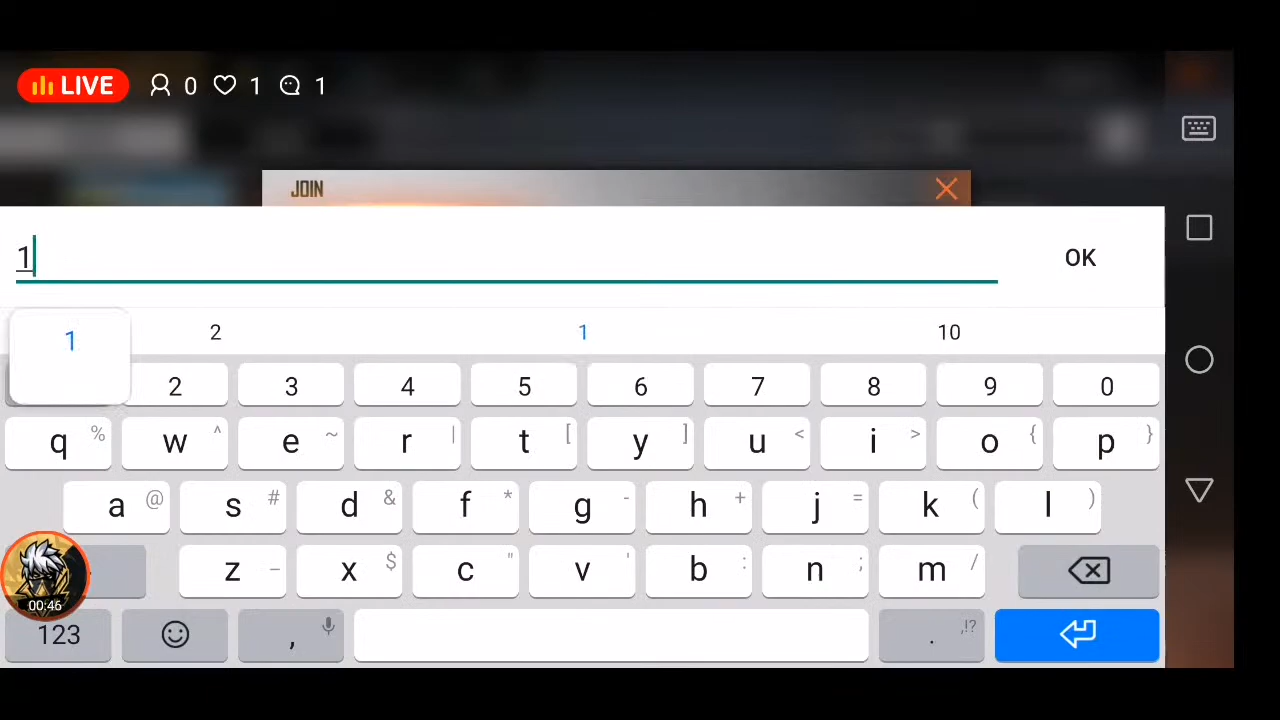 LIVE 0 1 1
JOIN
1
OK
1 2 1 10
2 3 4 5 6 7 8 9 0
q % w ^ e ~ r | t [ y ] u < i > o { p }
a @ s # d & f * g - h + j = k ( l )
z _ x $ c " v ' b : n ; m /
00:46
123 , . ,!?